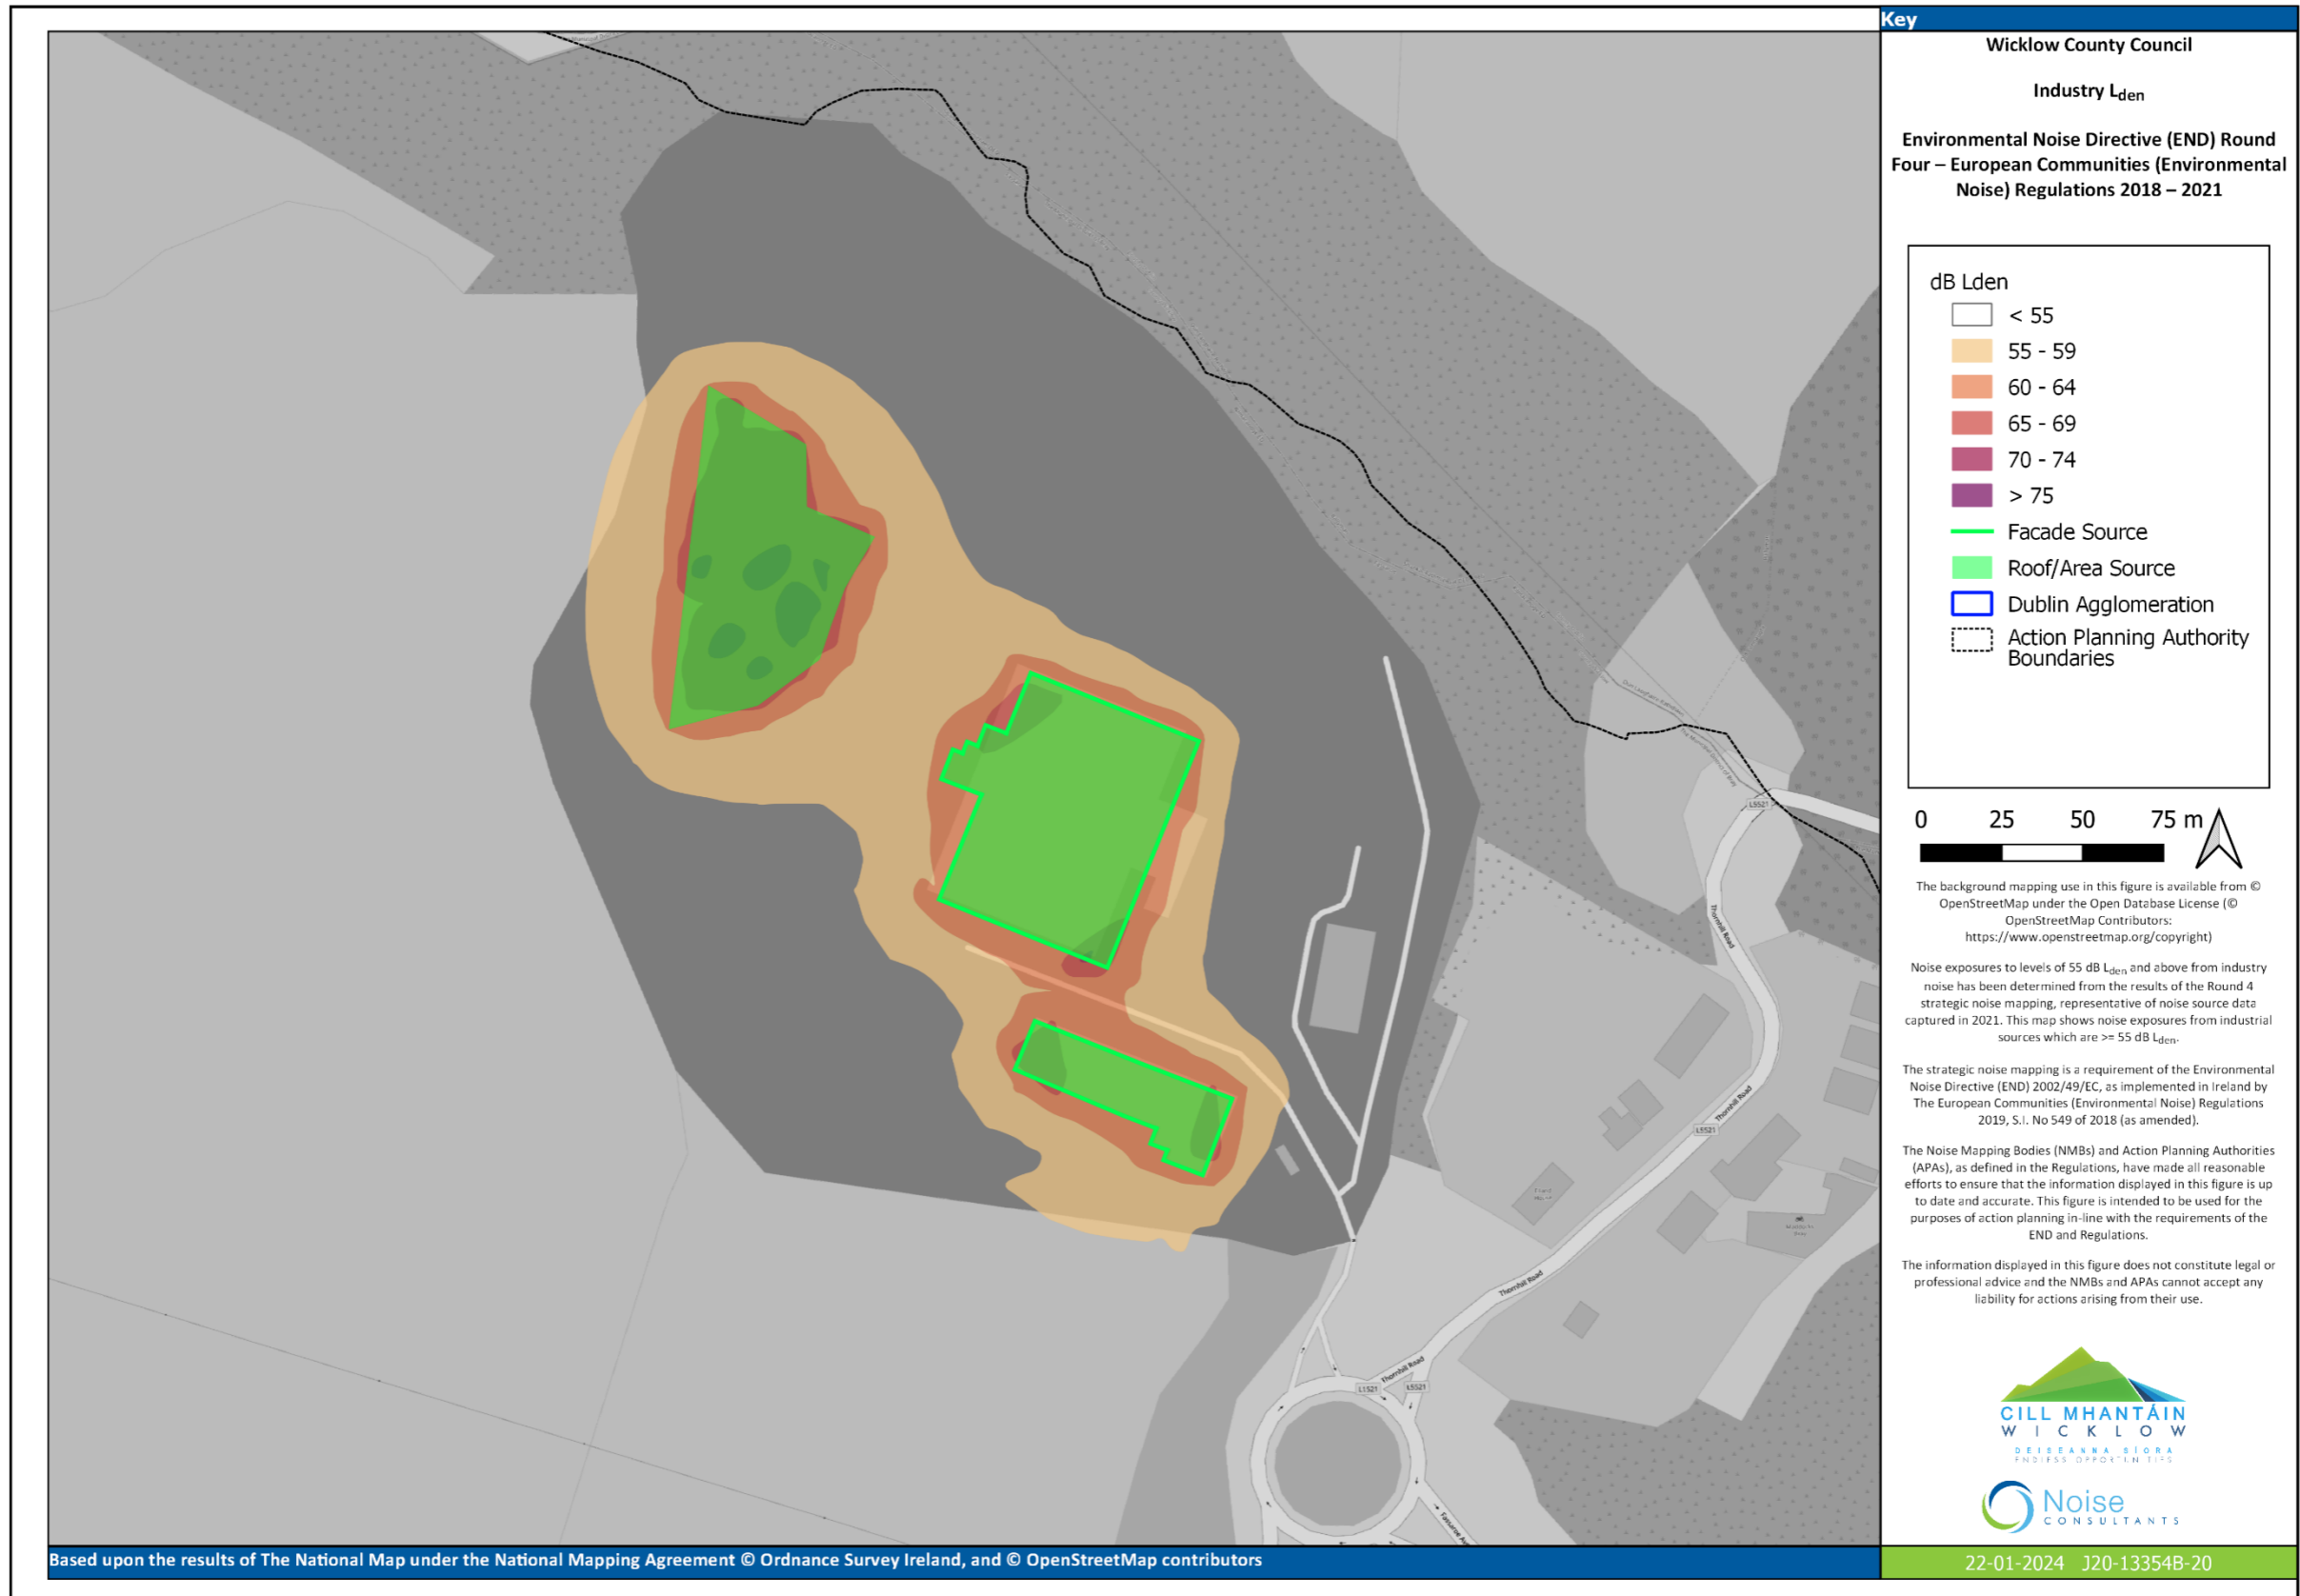 Key
Wicklow County Council
Industry Lden
Environmental Noise Directive (END) Round
Four – European Communities (Environmental
Noise) Regulations 2018 – 2021
dB Lden
< 55
55 - 59
60 - 64
65 - 69
70 - 74
> 75
Facade Source
Roof/Area Source
Dublin Agglomeration
Action Planning Authority
Boundaries
0 25 50 75 m
The background mapping use in this figure is available from ©
OpenStreetMap under the Open Database License (©
OpenStreetMap Contributors:
https://www.openstreetmap.org/copyright)
Noise exposures to levels of 55 dB Lden and above from industry
noise has been determined from the results of the Round 4
strategic noise mapping, representative of noise source data
captured in 2021. This map shows noise exposures from industrial
sources which are >= 55 dB Lden.
The strategic noise mapping is a requirement of the Environmental
Noise Directive (END) 2002/49/EC, as implemented in Ireland by
The European Communities (Environmental Noise) Regulations
2019, S.I. No 549 of 2018 (as amended).
The Noise Mapping Bodies (NMBs) and Action Planning Authorities
(APAs), as defined in the Regulations, have made all reasonable
efforts to ensure that the information displayed in this figure is up
to date and accurate. This figure is intended to be used for the
purposes of action planning in-line with the requirements of the
END and Regulations.
The information displayed in this figure does not constitute legal or
professional advice and the NMBs and APAs cannot accept any
liability for actions arising from their use.
CILL MHANTÁIN
WICKLOW
DEISEANNA SÍORA
ENDLESS OPPORTUNITIES
Noise
CONSULTANTS
22-01-2024 J20-13354B-20
L5521
Thornhill Road
Thornhill Road
L5521
Thornhill Road
Thornhill Road
L1521
L5521
Based upon the results of The National Map under the National Mapping Agreement © Ordnance Survey Ireland, and © OpenStreetMap contributors